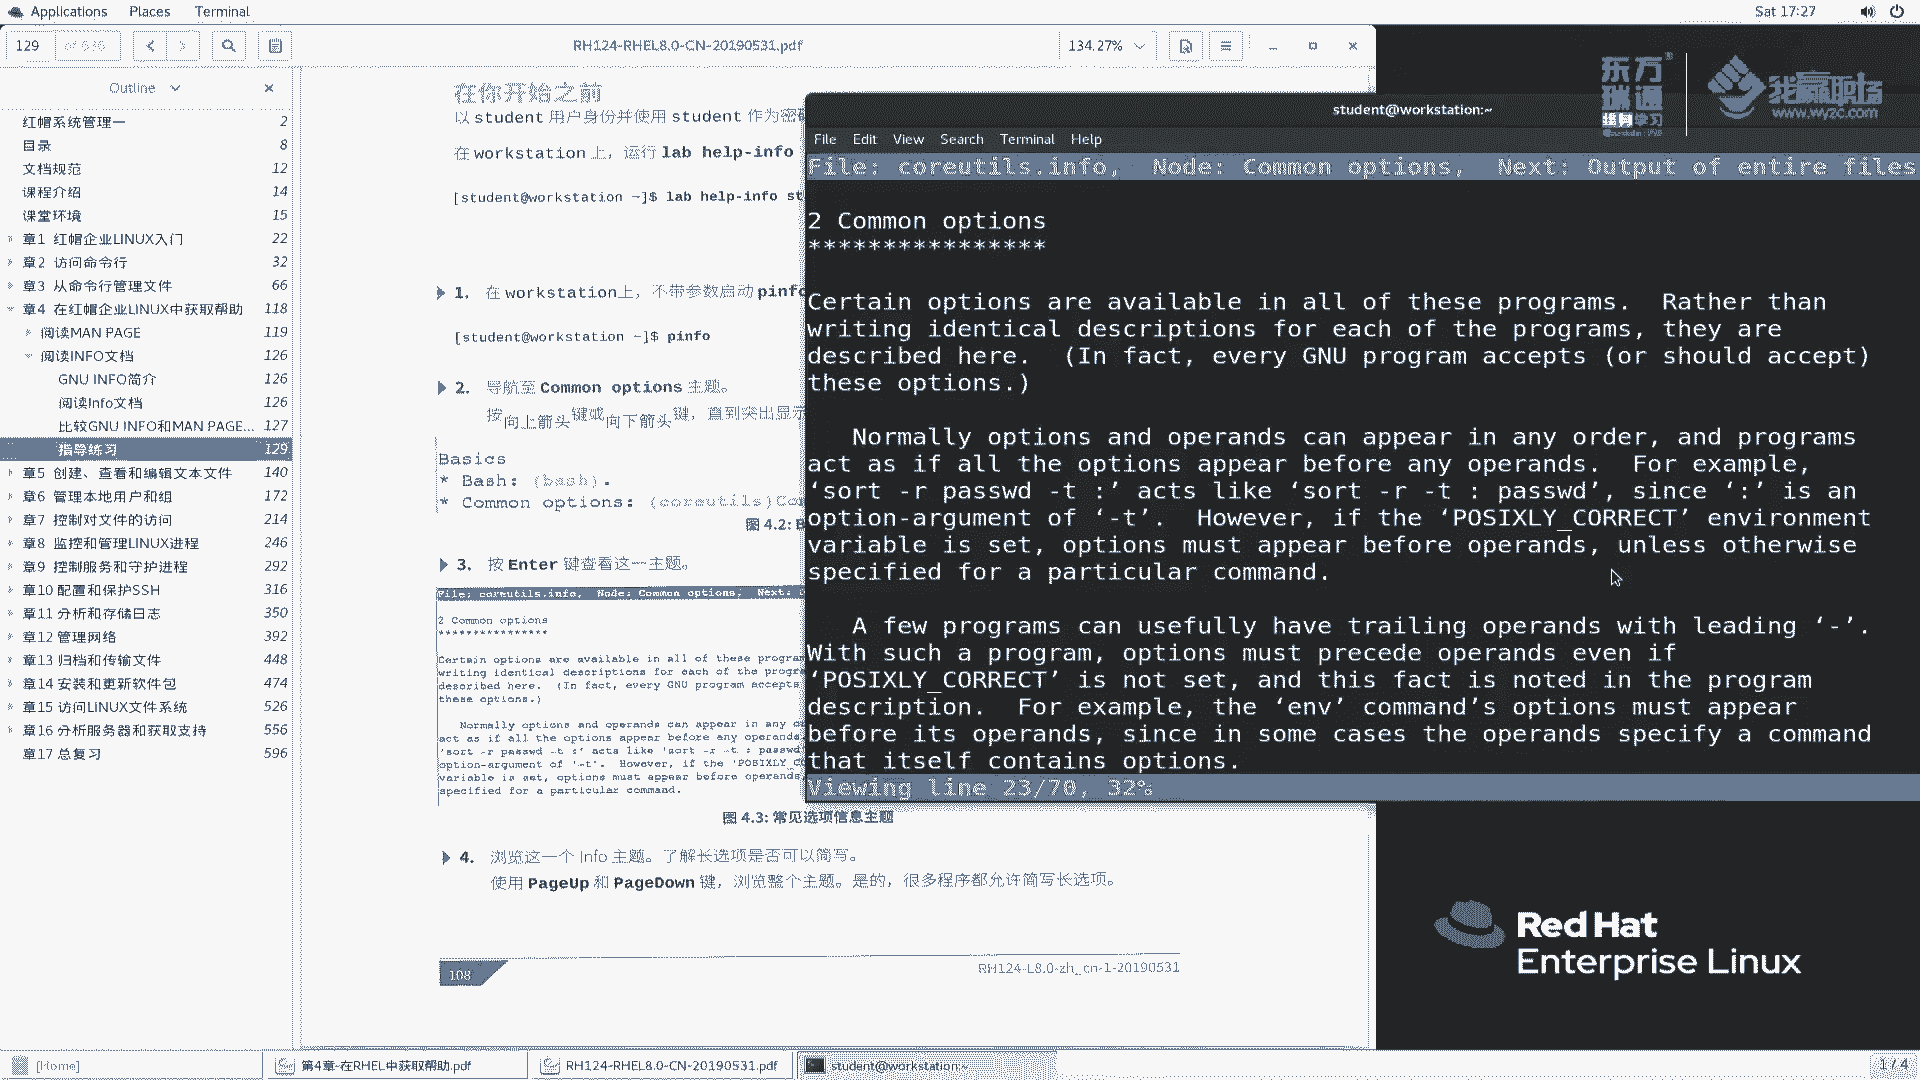 Applications Places Terminal Sat 17:27
129 RH124-RHEL8.0-CN-20190531.pdf 134.27%
Outline
红帽系统管理一 2
目录 8
文档规范 12
课程介绍 14
课堂环境 15
章1 红帽企业LINUX入门 22
章2 访问命令行 32
章3 从命令行管理文件 66
章4 在红帽企业LINUX中获取帮助 118
阅读MAN PAGE 119
阅读INFO文档 126
GNU INFO简介 126
阅读Info文档 126
比较GNU INFO和MAN PAGE... 127
指导练习 129
章5 创建、查看和编辑文本文件 140
章6 管理本地用户和组 172
章7 控制对文件的访问 214
章8 监控和管理LINUX进程 246
章9 控制服务和守护进程 292
章10 配置和保护SSH 316
章11 分析和存储日志 350
章12 管理网络 392
章13 归档和传输文件 448
章14 安装和更新软件包 474
章15 访问LINUX文件系统 526
章16 分析服务器和获取支持 556
章17 总复习 596
在你开始之前
以 student 用户身份并使用 student 作为密
在 workstation 上，运行 lab help-info
[student@workstation ~]$ lab help-info st
1. 在 workstation上，不带参数启动 pinfo
[student@workstation ~]$ pinfo
2. 导航至 Common options 主题。
按向上箭头键或向下箭头键，直到突出显示
Basics
* Bash: (bash).
* Common options: (coreutils)Co
图 4.2:
3. 按 Enter 键查看这一主题。
File: coreutils.info, Node: Common options, Next:
2 Common options
****************
Certain options are available in all of these progra
writing identical descriptions for each of the progr
described here. (In fact, every GNU program accepts
these options.)
Normally options and operands can appear in any o
act as if all the options appear before any operands
'sort -r passwd -t :' acts like 'sort -r -t : passwd
option-argument of '-t'. However, if the 'POSIXLY_C
variable is set, options must appear before operands
specified for a particular command.
图 4.3: 常见选项信息主题
4. 浏览这一个 Info 主题。了解长选项是否可以简写。
使用 PageUp 和 PageDown 键，浏览整个主题。是的，很多程序都允许简写长选项。
108 RH124-L8.0-zh_cn-1-20190531
student@workstation:~
File Edit View Search Terminal Help
File: coreutils.info, Node: Common options, Next: Output of entire files
2 Common options
****************
Certain options are available in all of these programs. Rather than
writing identical descriptions for each of the programs, they are
described here. (In fact, every GNU program accepts (or should accept)
these options.)
Normally options and operands can appear in any order, and programs
act as if all the options appear before any operands. For example,
‘sort -r passwd -t :’ acts like ‘sort -r -t : passwd’, since ‘:’ is an
option-argument of ‘-t’. However, if the ‘POSIXLY_CORRECT’ environment
variable is set, options must appear before operands, unless otherwise
specified for a particular command.
A few programs can usefully have trailing operands with leading ‘-’.
With such a program, options must precede operands even if
‘POSIXLY_CORRECT’ is not set, and this fact is noted in the program
description. For example, the ‘env’ command’s options must appear
before its operands, since in some cases the operands specify a command
that itself contains options.
Viewing line 23/70, 32%
东方瑞通
我赢职场
www.wyzc.com
Red Hat
Enterprise Linux
[Home] 第4章-在RHEL中获取帮助.pdf RH124-RHEL8.0-CN-20190531.pdf student@workstation:~ 1 / 4